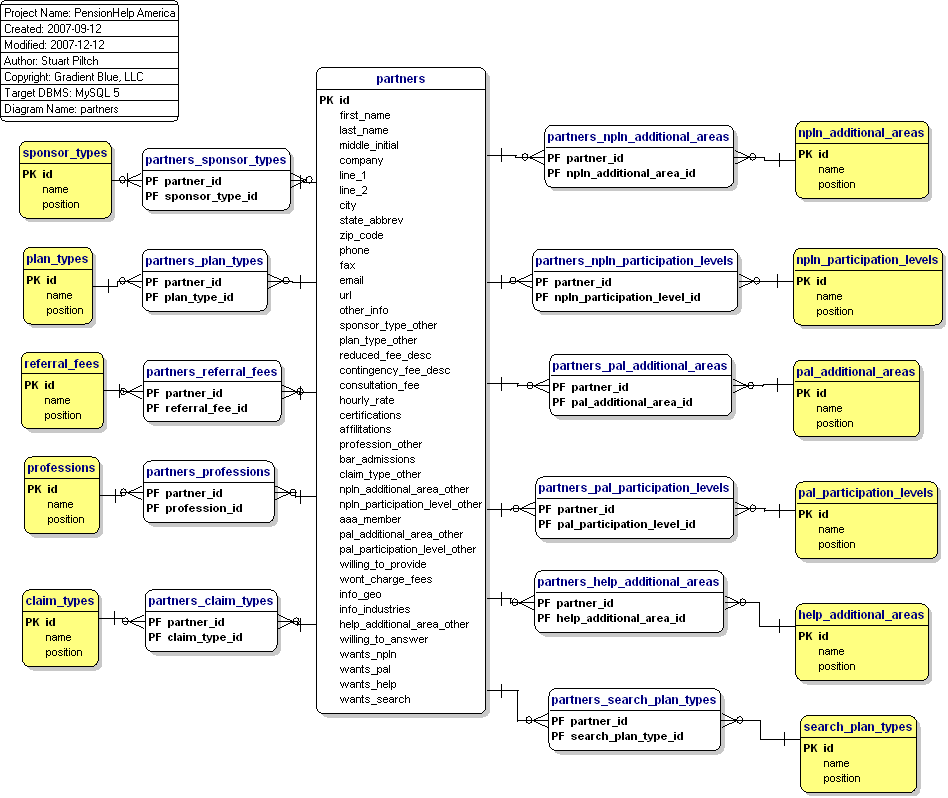 Project Name: PensionHelp America
Created: 2007-09-12
Modified: 2007-12-12
Author: Stuart Piltch
Copyright: Gradient Blue, LLC
Target DBMS: MySQL 5
Diagram Name: partners
sponsor_types
PK id
name
position
partners_sponsor_types
PF partner_id
PF sponsor_type_id
plan_types
PK id
name
position
partners_plan_types
PF partner_id
PF plan_type_id
referral_fees
PK id
name
position
partners_referral_fees
PF partner_id
PF referral_fee_id
professions
PK id
name
position
partners_professions
PF partner_id
PF profession_id
claim_types
PK id
name
position
partners_claim_types
PF partner_id
PF claim_type_id
partners
PK id
first_name
last_name
middle_initial
company
line_1
line_2
city
state_abbrev
zip_code
phone
fax
email
url
other_info
sponsor_type_other
plan_type_other
reduced_fee_desc
contingency_fee_desc
consultation_fee
hourly_rate
certifications
affilitations
profession_other
bar_admissions
claim_type_other
npln_additional_area_other
npln_participation_level_other
aaa_member
pal_additional_area_other
pal_participation_level_other
willing_to_provide
wont_charge_fees
info_geo
info_industries
help_additional_area_other
willing_to_answer
wants_npln
wants_pal
wants_help
wants_search
partners_npln_additional_areas
PF partner_id
PF npln_additional_area_id
npln_additional_areas
PK id
name
position
partners_npln_participation_levels
PF partner_id
PF npln_participation_level_id
npln_participation_levels
PK id
name
position
partners_pal_additional_areas
PF partner_id
PF pal_additional_area_id
pal_additional_areas
PK id
name
position
partners_pal_participation_levels
PF partner_id
PF pal_participation_level_id
pal_participation_levels
PK id
name
position
partners_help_additional_areas
PF partner_id
PF help_additional_area_id
help_additional_areas
PK id
name
position
partners_search_plan_types
PF partner_id
PF search_plan_type_id
search_plan_types
PK id
name
position